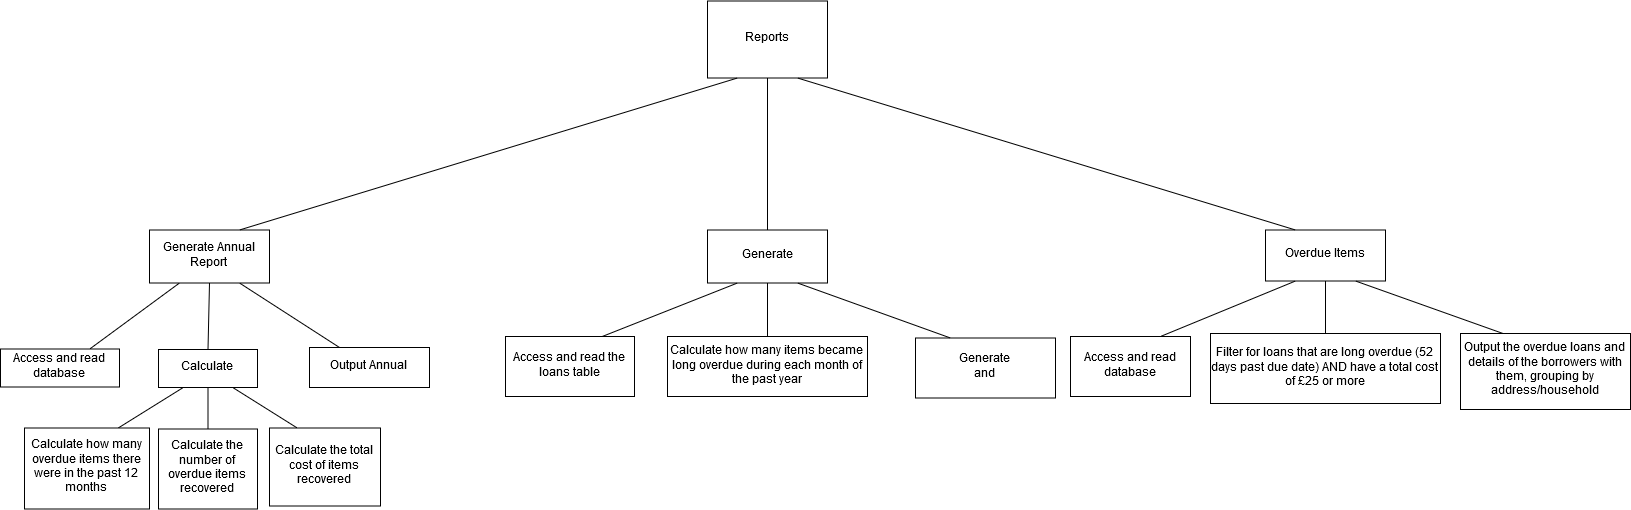 Reports
Generate Annual
Report
Generate
Overdue Items
Access and read
database
Calculate
Output Annual
Access and read the
loans table
Calculate how many items became
long overdue during each month of
the past year
Generate
and
Access and read
database
Filter for loans that are long overdue (52
days past due date) AND have a total cost
of £25 or more
Output the overdue loans and
details of the borrowers with
them, grouping by
address/household
Calculate how many
overdue items there
were in the past 12
months
Calculate the
number of
overdue items
recovered
Calculate the total
cost of items
recovered